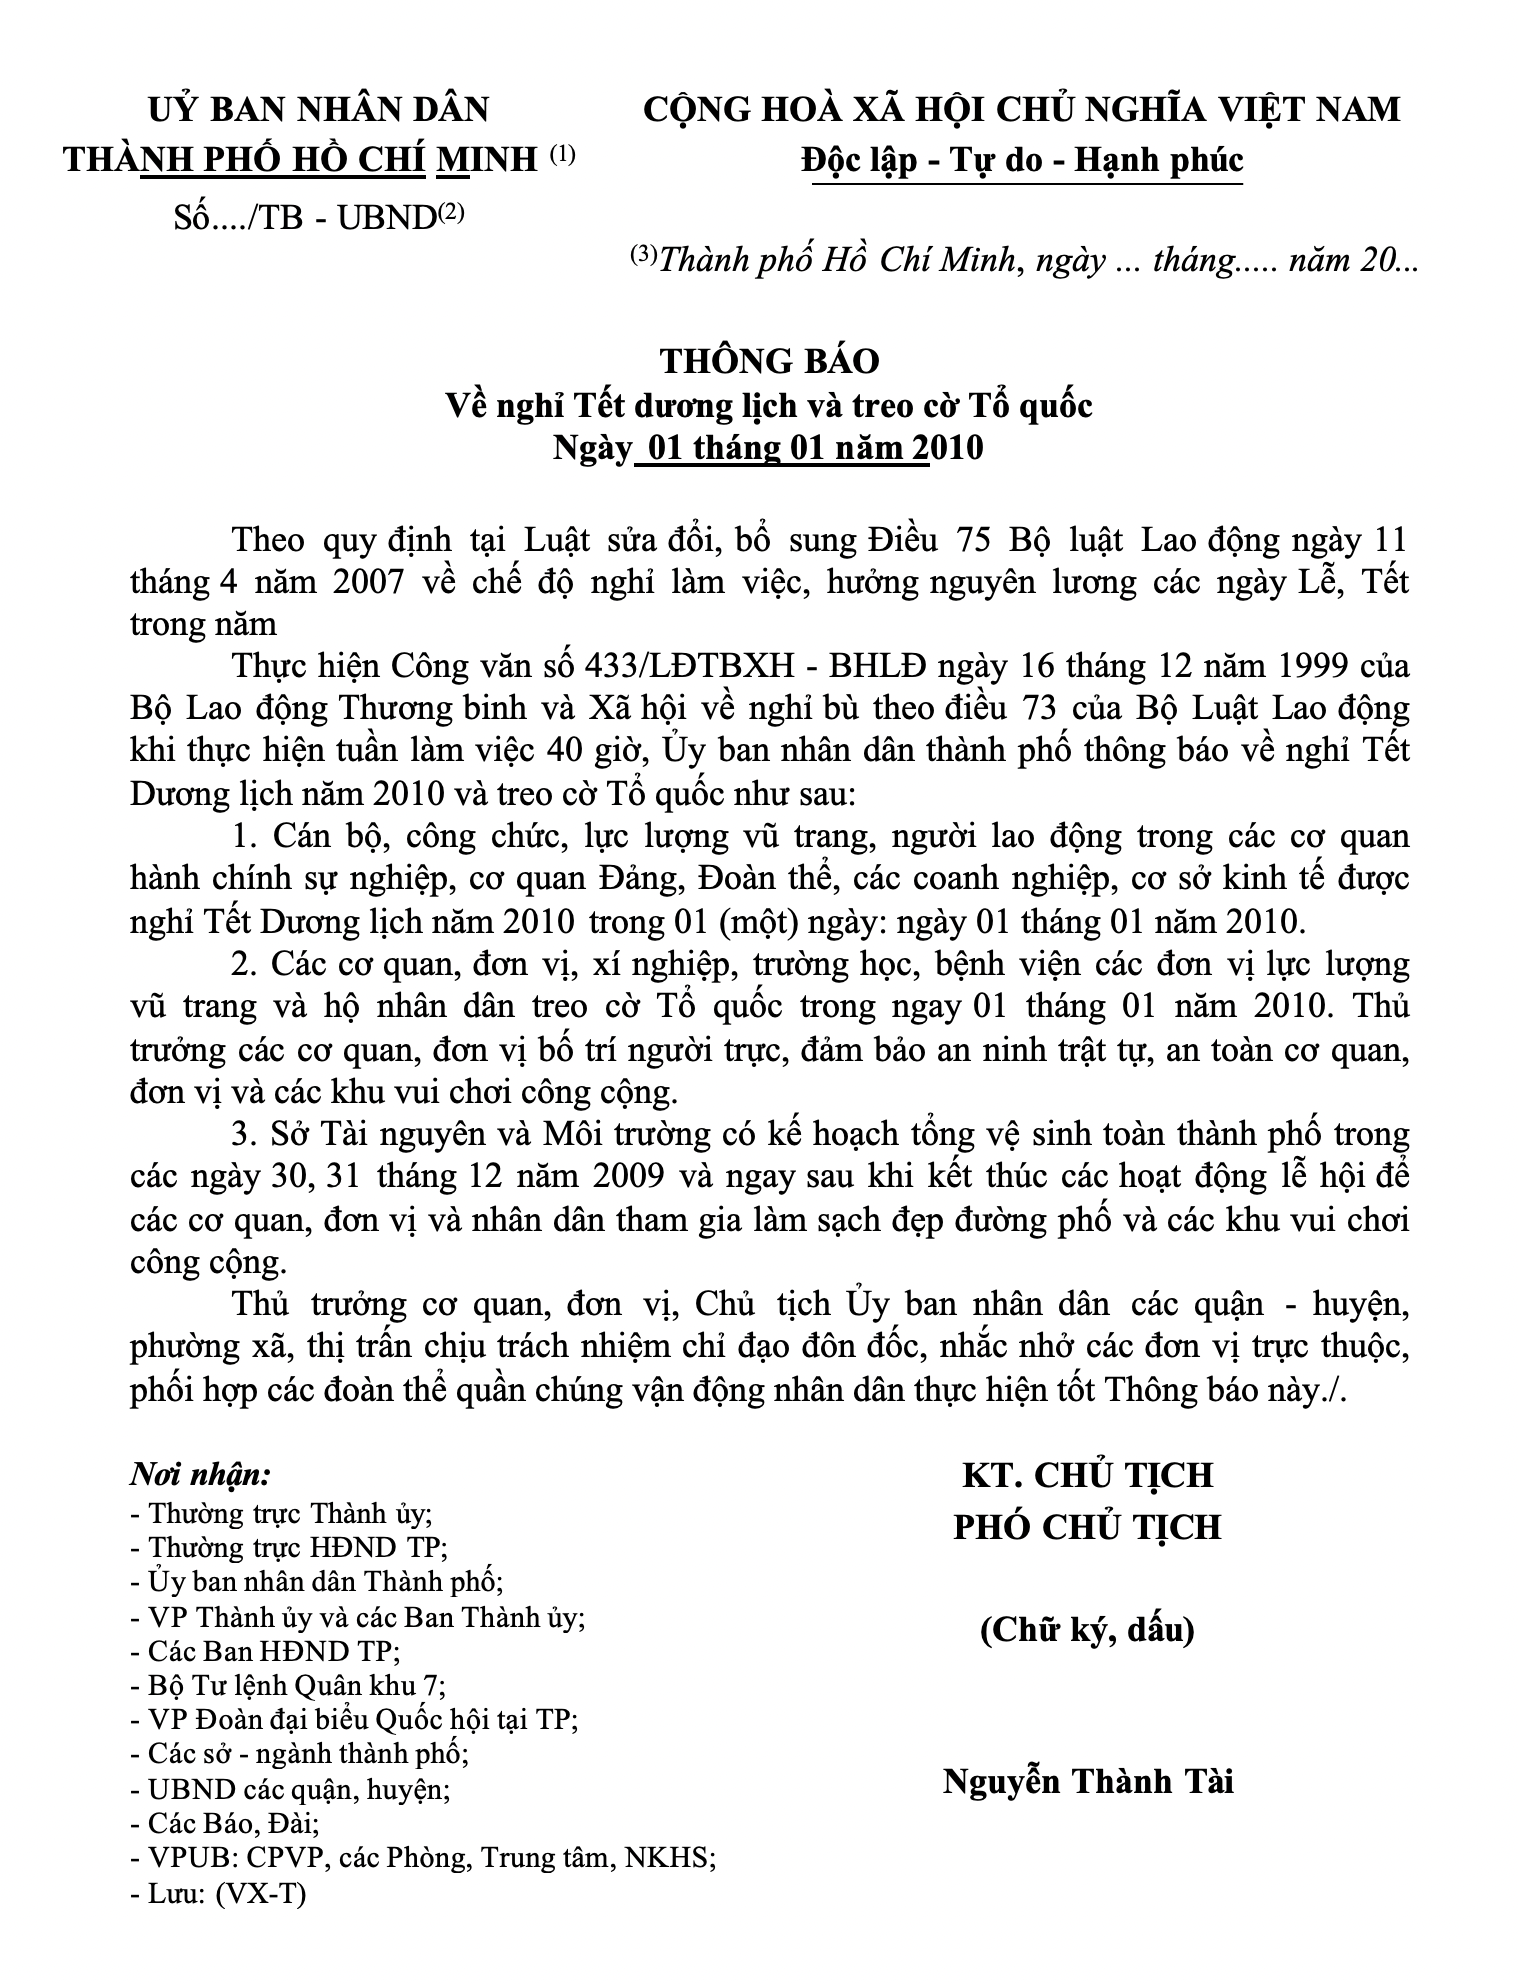 UỶ BAN NHÂN DÂN
THÀNH PHỐ HỒ CHÍ MINH (1)
Số..../TB - UBND(2)
CỘNG HOÀ XÃ HỘI CHỦ NGHĨA VIỆT NAM
Độc lập - Tự do - Hạnh phúc
(3)Thành phố Hồ Chí Minh, ngày ... tháng..... năm 20...
THÔNG BÁO
Về nghỉ Tết dương lịch và treo cờ Tổ quốc
Ngày 01 tháng 01 năm 2010
Theo quy định tại Luật sửa đổi, bổ sung Điều 75 Bộ luật Lao động ngày 11
tháng 4 năm 2007 về chế độ nghỉ làm việc, hưởng nguyên lương các ngày Lễ, Tết
trong năm
Thực hiện Công văn số 433/LĐTBXH - BHLĐ ngày 16 tháng 12 năm 1999 của
Bộ Lao động Thương binh và Xã hội về nghỉ bù theo điều 73 của Bộ Luật Lao động
khi thực hiện tuần làm việc 40 giờ, Ủy ban nhân dân thành phố thông báo về nghỉ Tết
Dương lịch năm 2010 và treo cờ Tổ quốc như sau:
1. Cán bộ, công chức, lực lượng vũ trang, người lao động trong các cơ quan
hành chính sự nghiệp, cơ quan Đảng, Đoàn thể, các coanh nghiệp, cơ sở kinh tế được
nghỉ Tết Dương lịch năm 2010 trong 01 (một) ngày: ngày 01 tháng 01 năm 2010.
2. Các cơ quan, đơn vị, xí nghiệp, trường học, bệnh viện các đơn vị lực lượng
vũ trang và hộ nhân dân treo cờ Tổ quốc trong ngay 01 tháng 01 năm 2010. Thủ
trưởng các cơ quan, đơn vị bố trí người trực, đảm bảo an ninh trật tự, an toàn cơ quan,
đơn vị và các khu vui chơi công cộng.
3. Sở Tài nguyên và Môi trường có kế hoạch tổng vệ sinh toàn thành phố trong
các ngày 30, 31 tháng 12 năm 2009 và ngay sau khi kết thúc các hoạt động lễ hội để
các cơ quan, đơn vị và nhân dân tham gia làm sạch đẹp đường phố và các khu vui chơi
công cộng.
Thủ trưởng cơ quan, đơn vị, Chủ tịch Ủy ban nhân dân các quận - huyện,
phường xã, thị trấn chịu trách nhiệm chỉ đạo đôn đốc, nhắc nhở các đơn vị trực thuộc,
phối hợp các đoàn thể quần chúng vận động nhân dân thực hiện tốt Thông báo này./.
Nơi nhận:
- Thường trực Thành ủy;
- Thường trực HĐND TP;
- Ủy ban nhân dân Thành phố;
- VP Thành ủy và các Ban Thành ủy;
- Các Ban HĐND TP;
- Bộ Tư lệnh Quân khu 7;
- VP Đoàn đại biểu Quốc hội tại TP;
- Các sở - ngành thành phố;
- UBND các quận, huyện;
- Các Báo, Đài;
- VPUB: CPVP, các Phòng, Trung tâm, NKHS;
- Lưu: (VX-T)
KT. CHỦ TỊCH
PHÓ CHỦ TỊCH
(Chữ ký, dấu)
Nguyễn Thành Tài